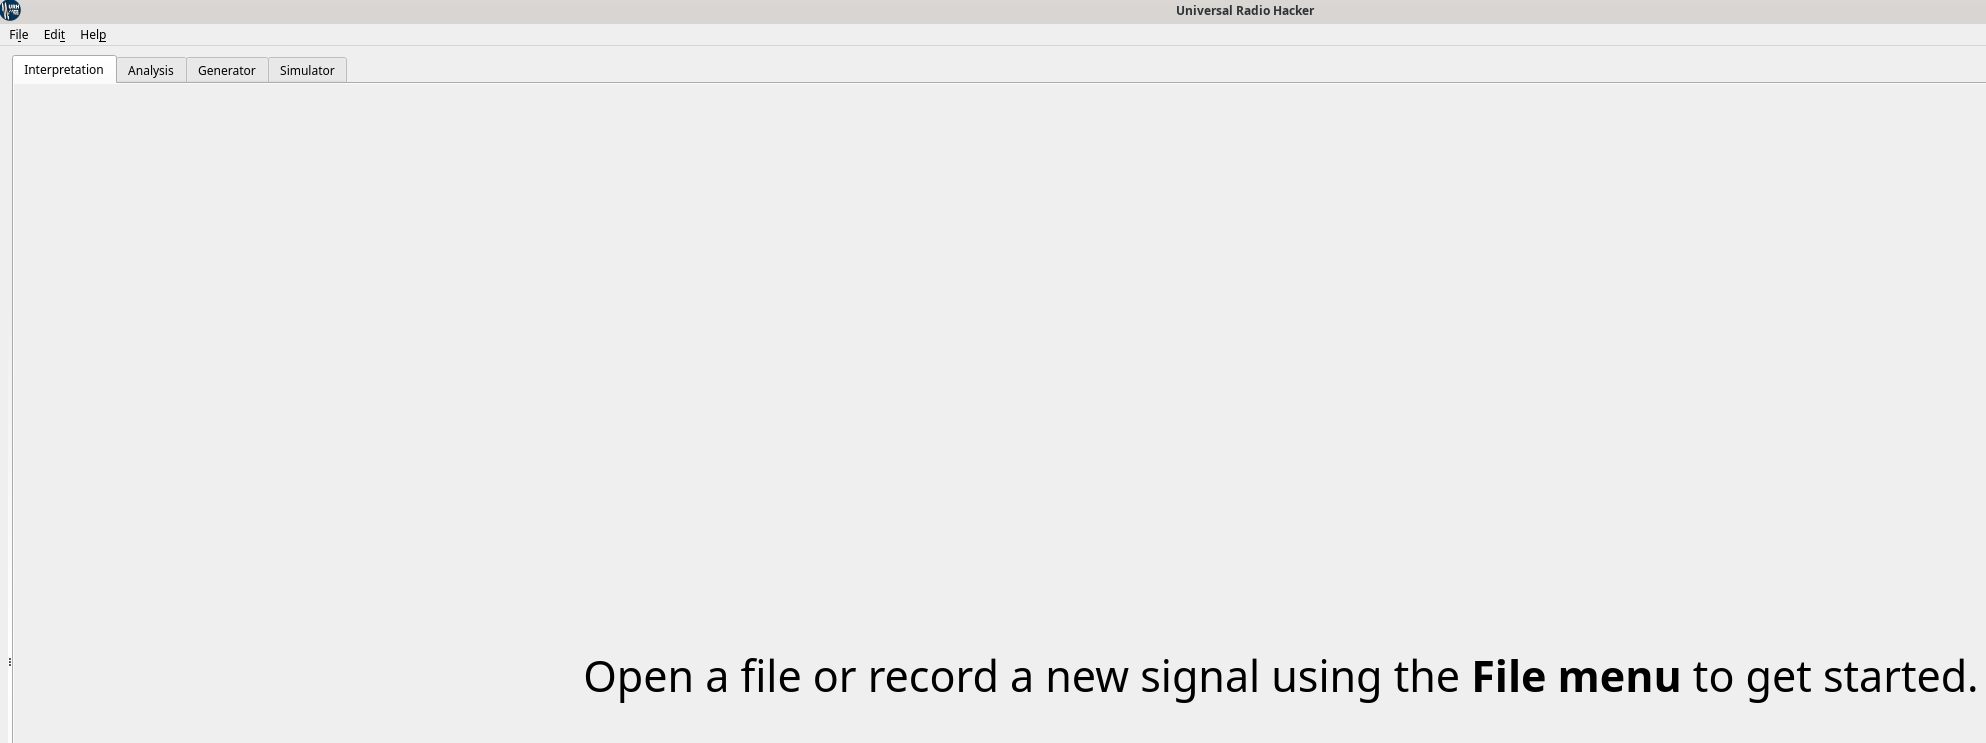 Universal Radio Hacker
File Edit Help
Interpretation Analysis Generator Simulator
Open a file or record a new signal using the File menu to get started.